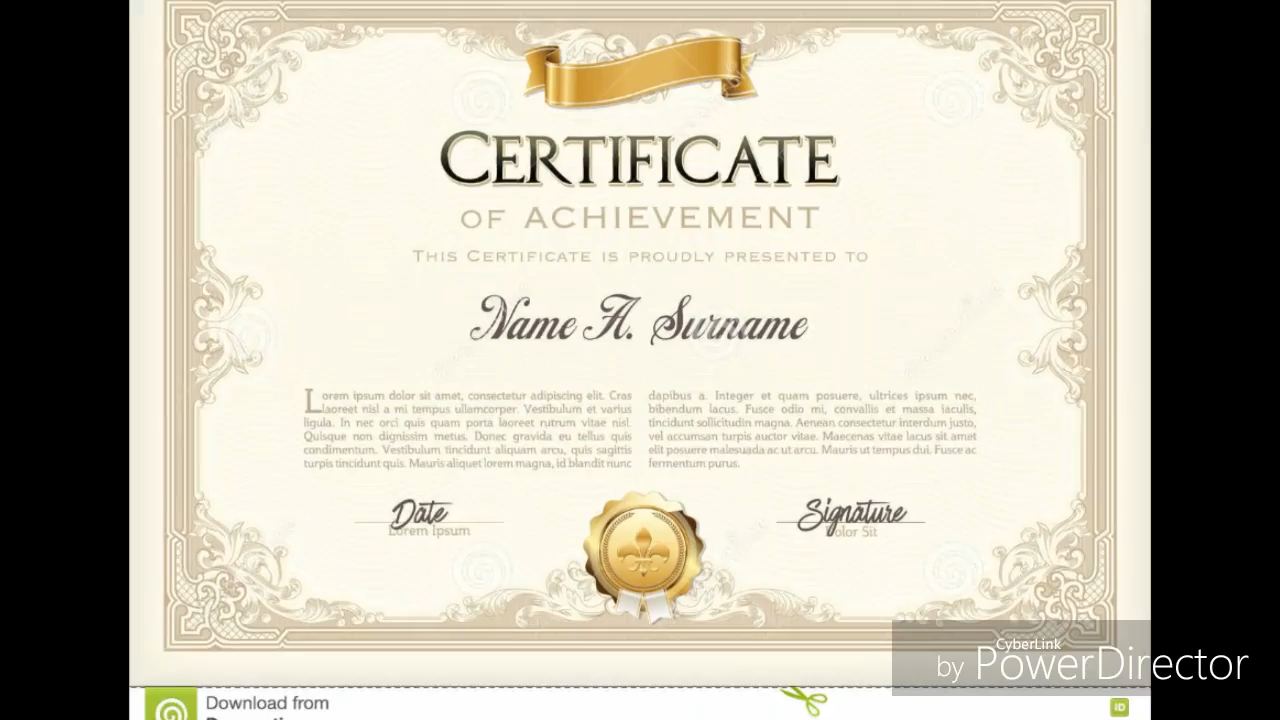 CERTIFICATE
OF ACHIEVEMENT
THIS CERTIFICATE IS PROUDLY PRESENTED TO
Name A. Surname
Lorem ipsum dolor sit amet, consectetur adipiscing elit. Cras
laoreet nisl a mi tempus ullamcorper. Vestibulum et varius
ligula. In nec orci quis quam porta laoreet rutrum vitae nisl.
Quisque non dignissim metus. Donec gravida eu tellus quis
condimentum. Vestibulum tincidunt aliquam arcu, quis sagittis
turpis tincidunt quis. Mauris aliquet lorem magna, id blandit nunc
dapibus a. Integer et quam posuere, ultrices ipsum nec,
bibendum lacus. Fusce odio mi, convallis et massa iaculis,
tincidunt sollicitudin magna. Aenean consectetur interdum justo,
vel accumsan turpis auctor vitae. Maecenas vitae lacus sit amet
elit posuere malesuada ac ut arcu. Mauris ut tempus dui. Fusce ac
fermentum purus.
Date
Lorem Ipsum
Signature
Dolor Sit
CyberLink
by PowerDirector
Download from
ID